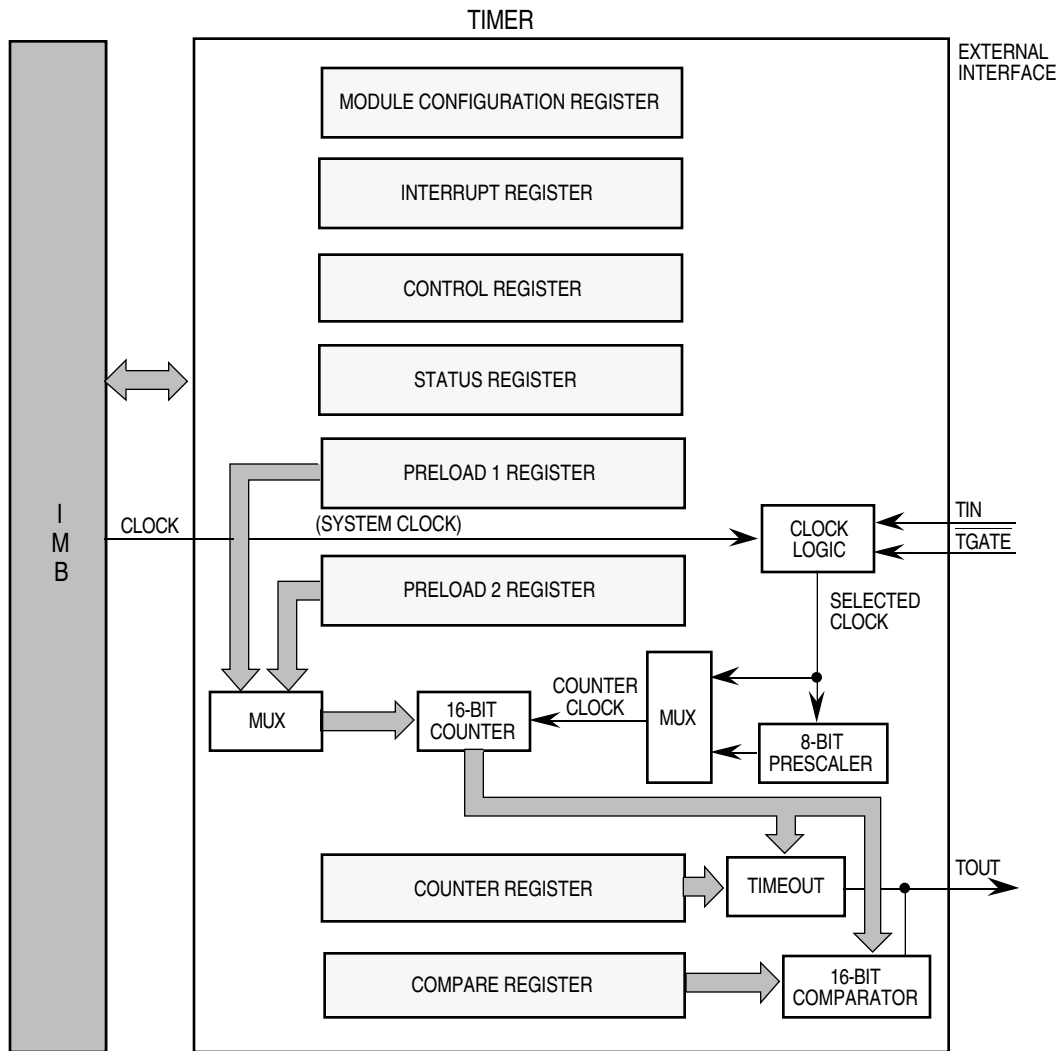 TIMER
EXTERNAL
INTERFACE
MODULE CONFIGURATION REGISTER
INTERRUPT REGISTER
CONTROL REGISTER
STATUS REGISTER
PRELOAD 1 REGISTER
I
M
B
CLOCK
(SYSTEM CLOCK)
CLOCK
LOGIC
TIN
TGATE
PRELOAD 2 REGISTER
SELECTED
CLOCK
MUX
16-BIT
COUNTER
COUNTER
CLOCK
MUX
8-BIT
PRESCALER
COUNTER REGISTER
TIMEOUT
TOUT
COMPARE REGISTER
16-BIT
COMPARATOR